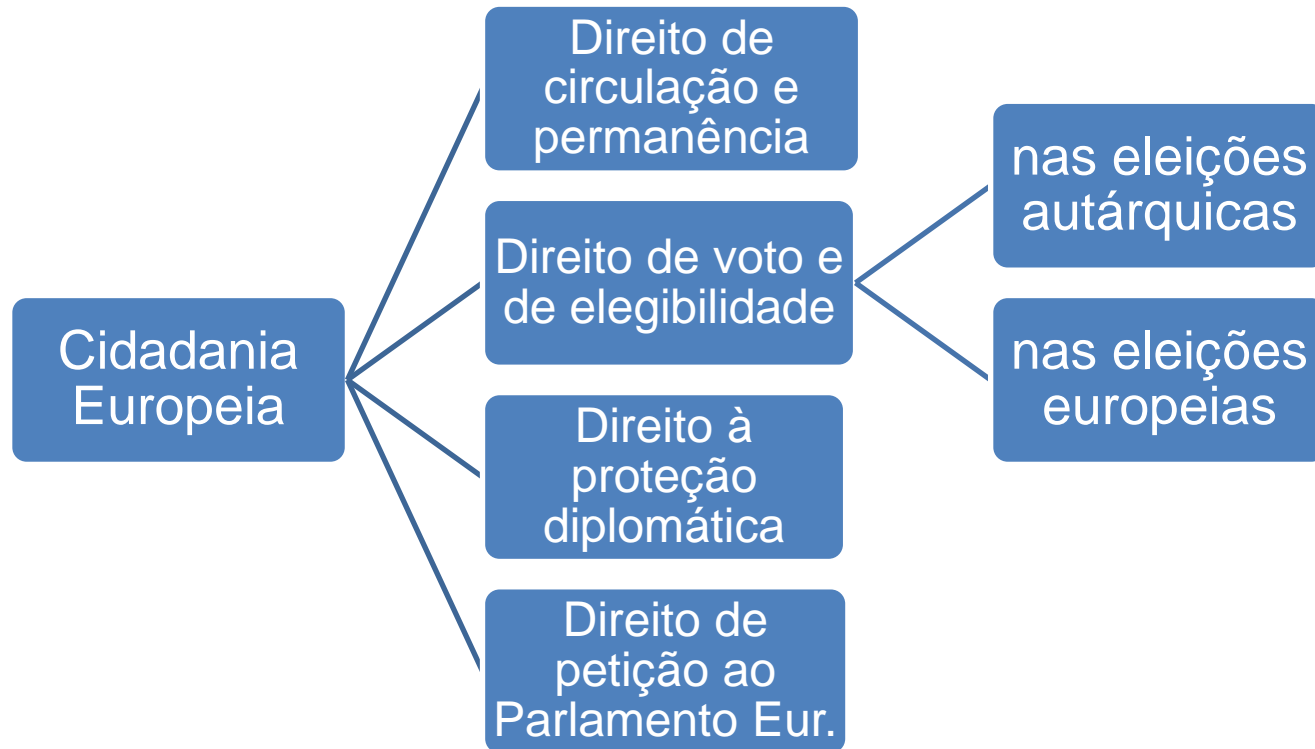 Cidadania
Europeia
Direito de
circulação e
permanência
Direito de voto e
de elegibilidade
nas eleições
autárquicas
nas eleições
europeias
Direito à
proteção
diplomática
Direito de
petição ao
Parlamento Eur.